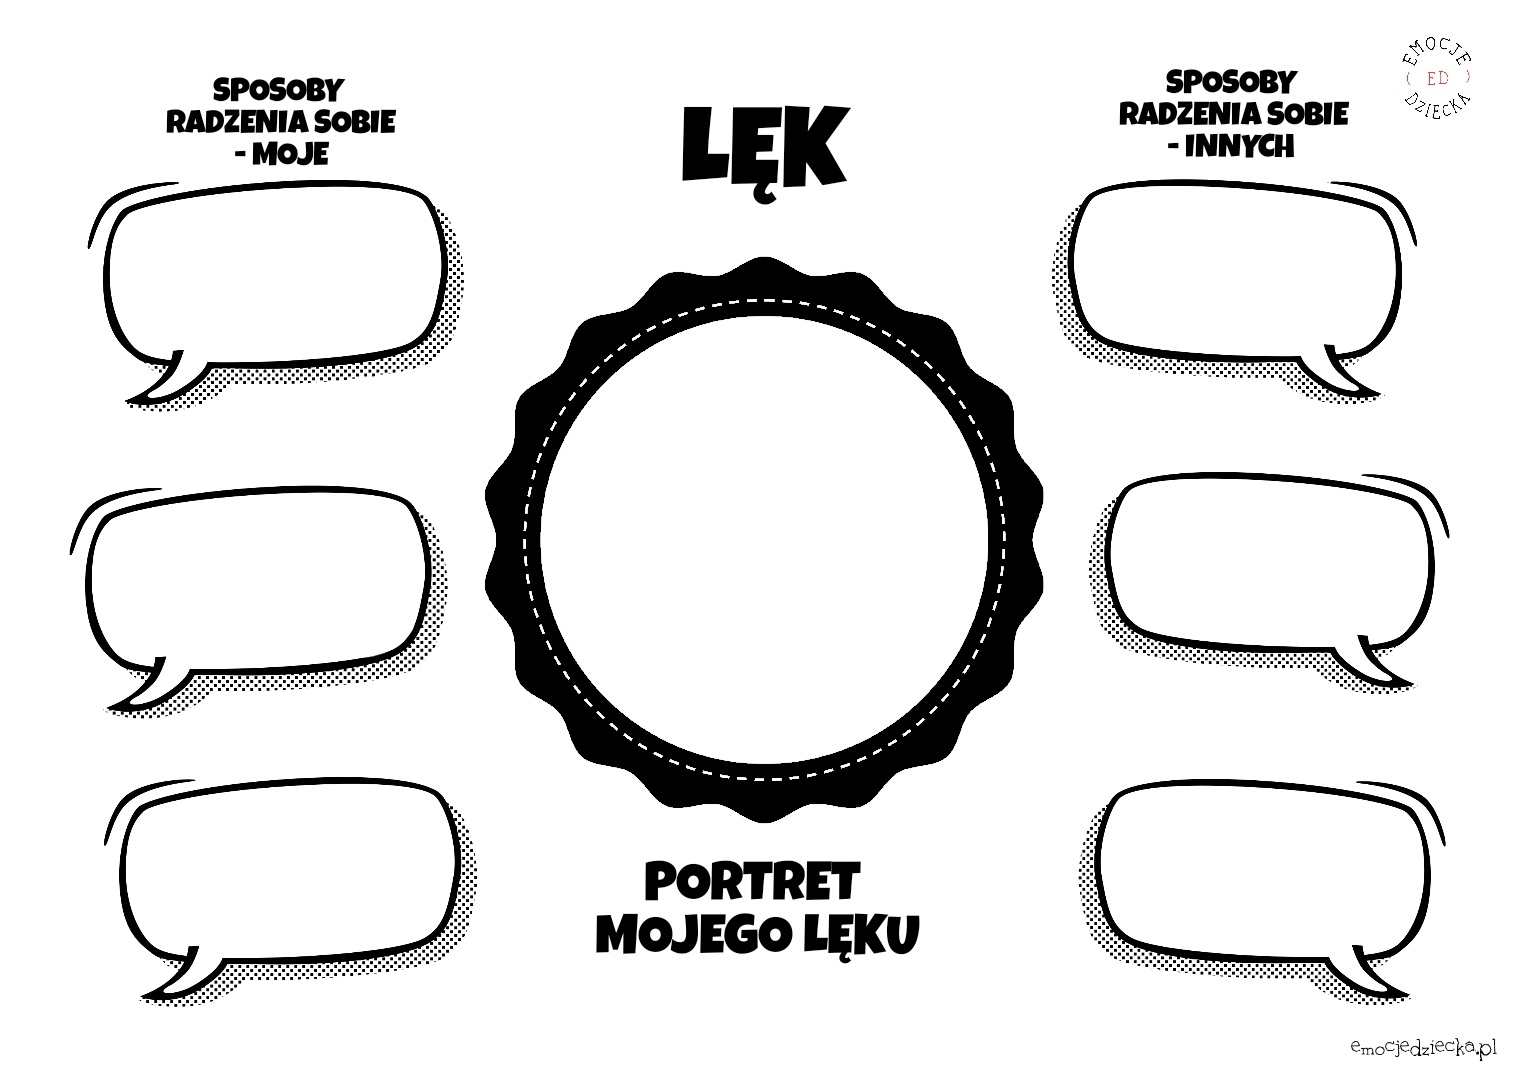 SPOSOBY
RADZENIA SOBIE
- MOJE
LĘK
SPOSOBY
RADZENIA SOBIE
- INNYCH
EMOCJE
( ED )
DZIECKA
PORTRET
MOJEGO LĘKU
emocjedziecka.pl